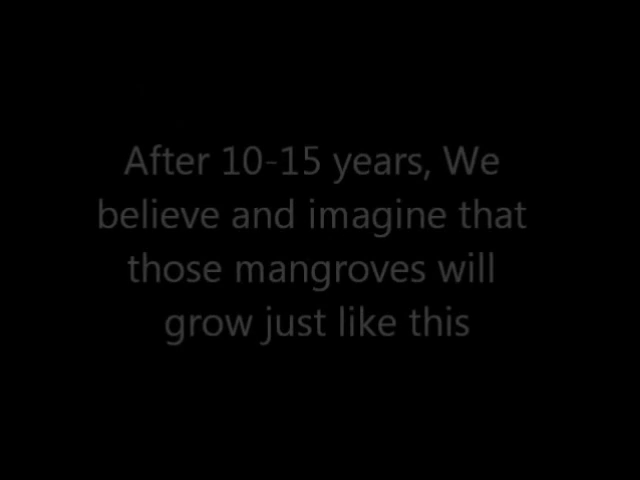 After 10-15 years, We
believe and imagine that
those mangroves will
grow just like this